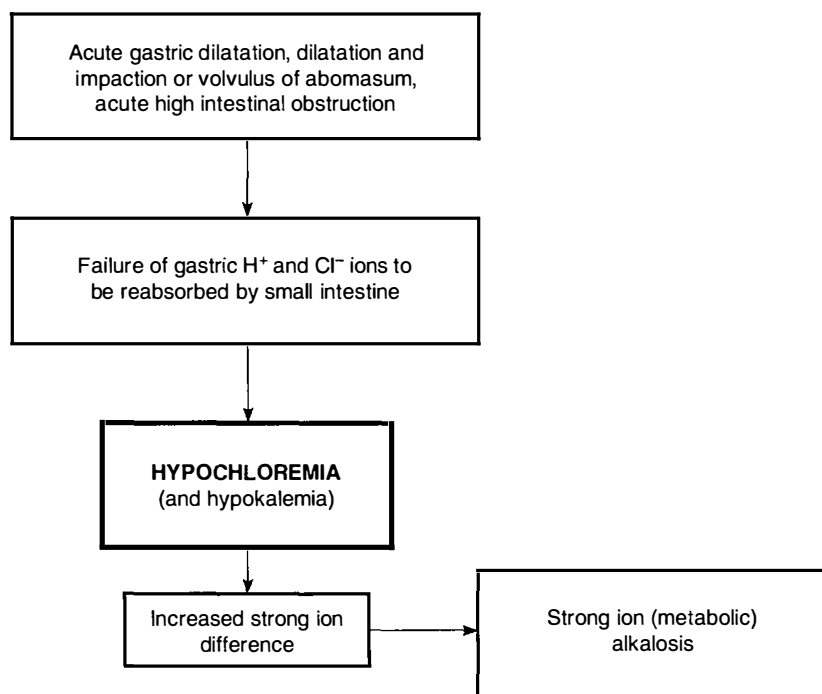 Acute gastric dilatation, dilatation and
impaction or volvulus of abomasum,
acute high intestinal obstruction
Failure of gastric H⁺ and Cl⁻ ions to
be reabsorbed by small intestine
HYPOCHLOREMIA
(and hypokalemia)
Increased strong ion
difference
Strong ion (metabolic)
alkalosis